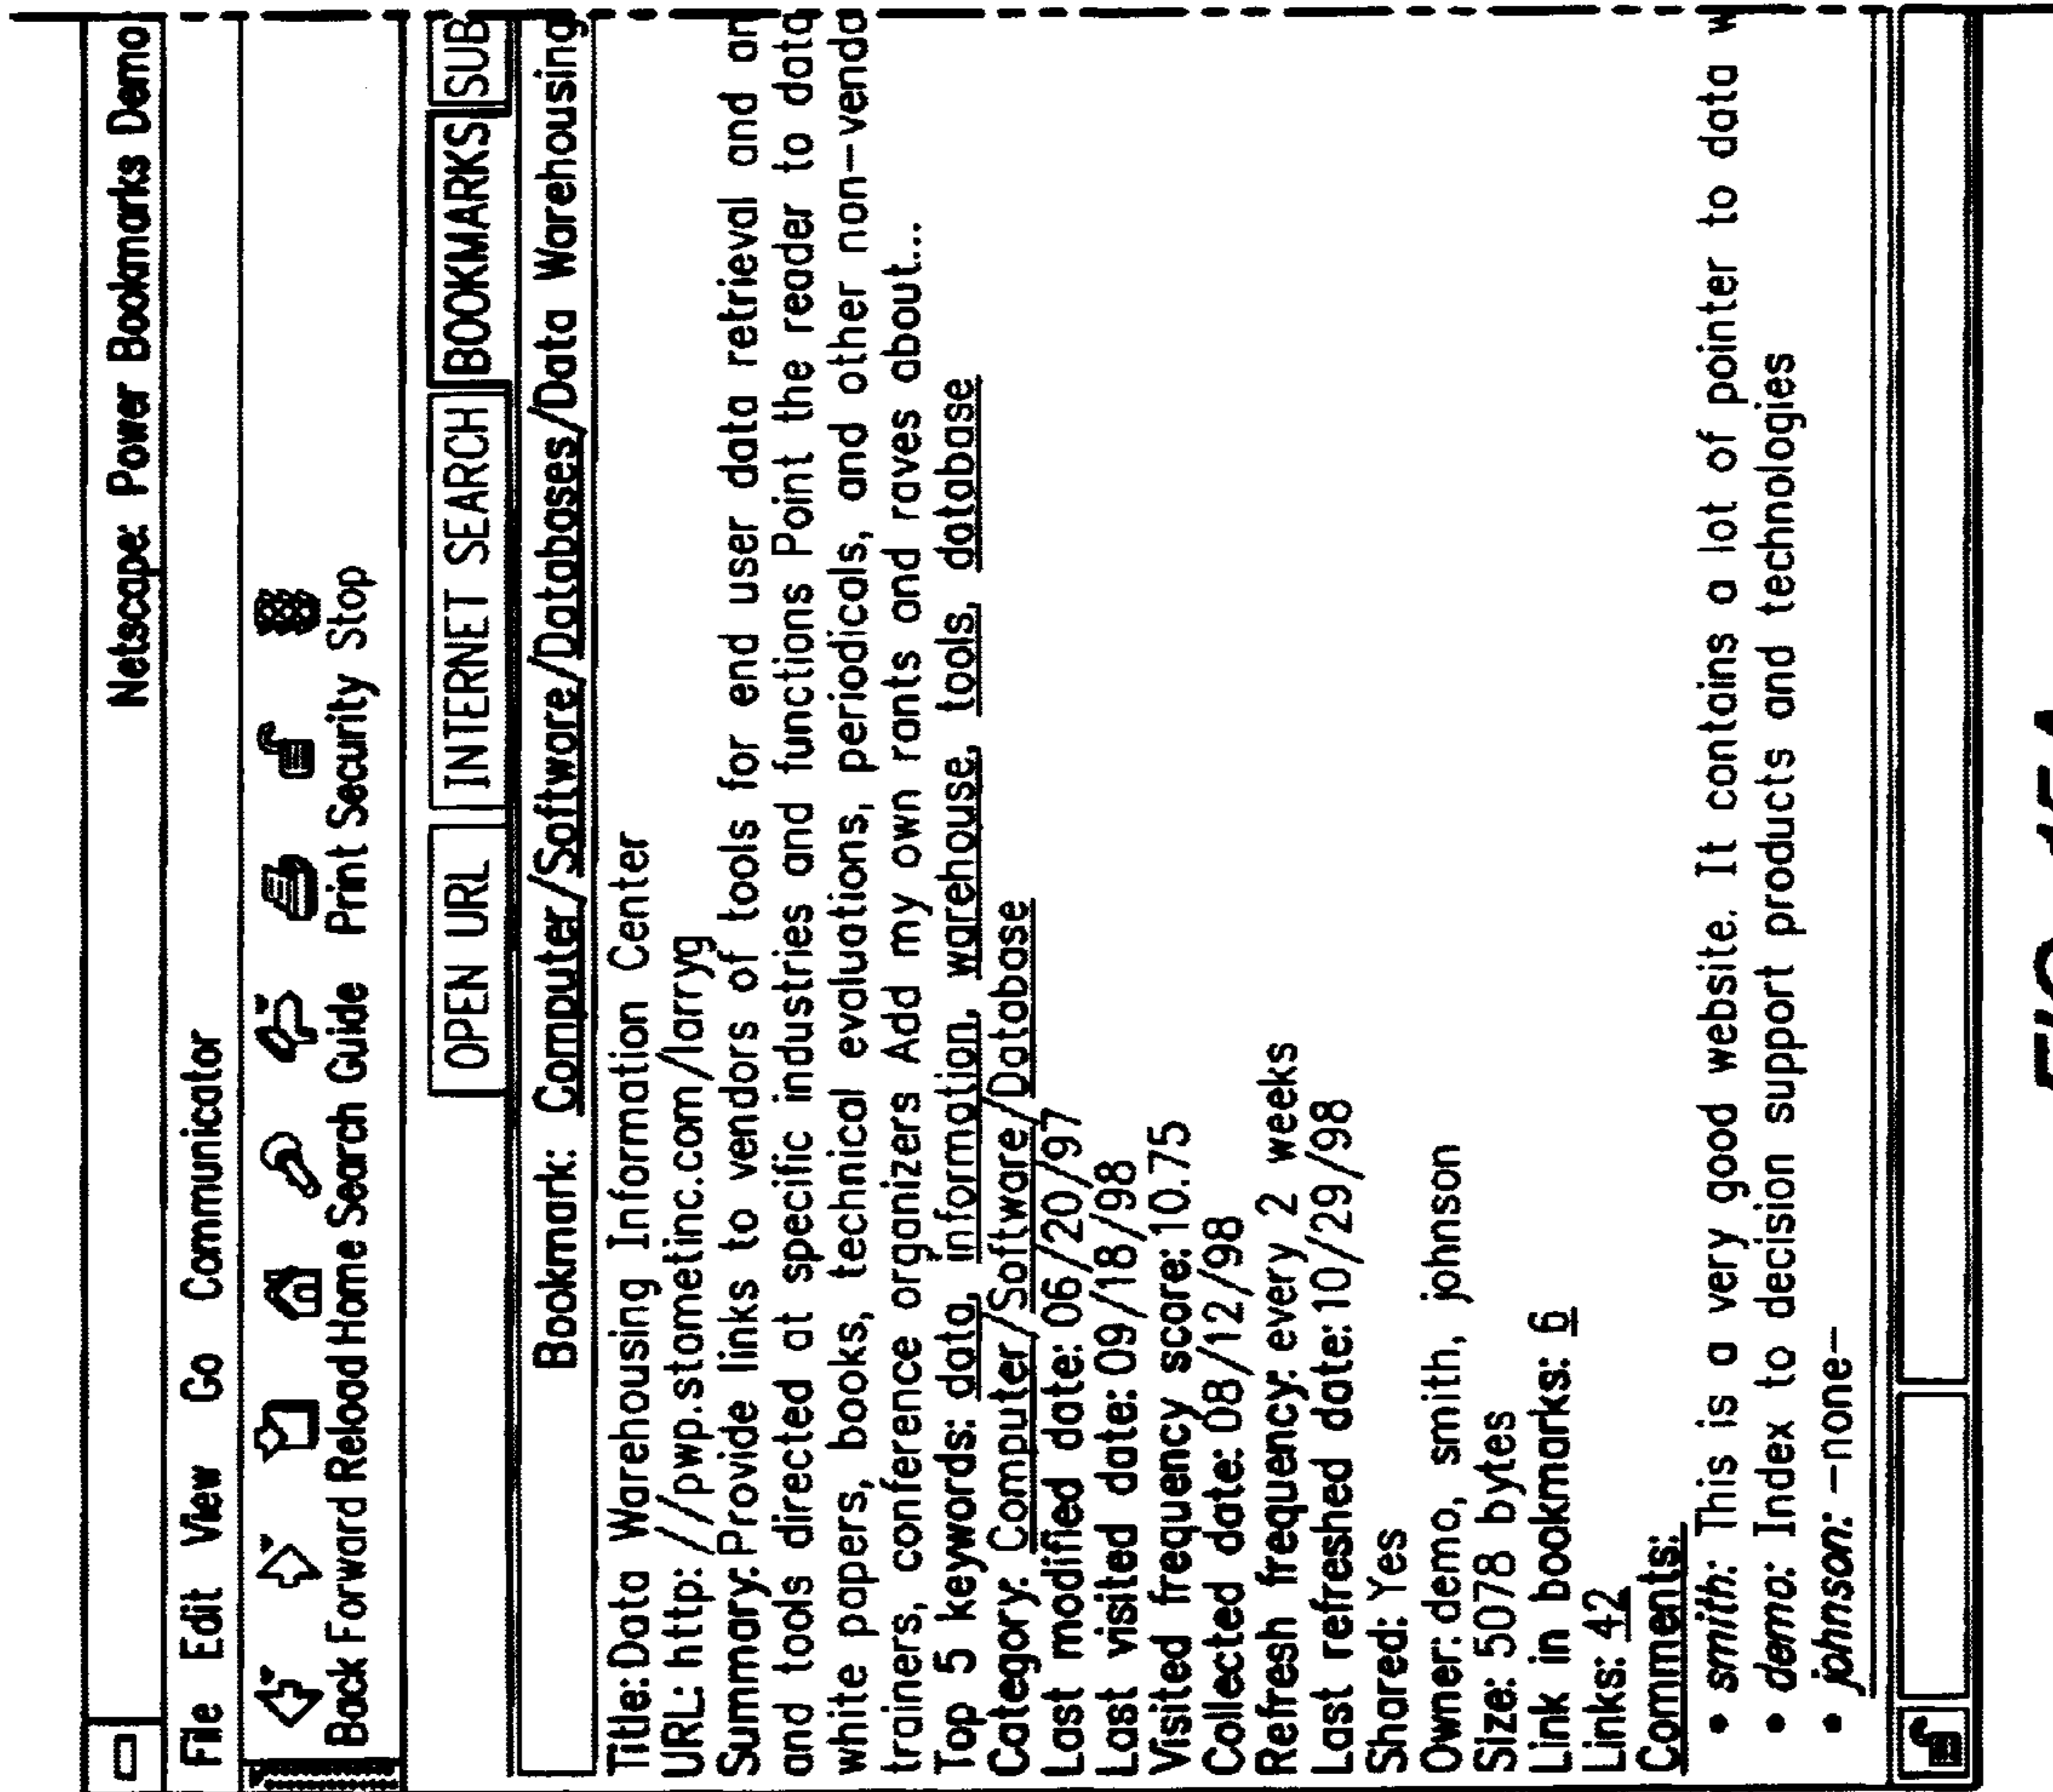 Netscape: Power Bookmarks Demo
File Edit View Go Communicator
Back Forward Reload Home Search Guide Print Security Stop
OPEN URL INTERNET SEARCH BOOKMARKS SUB
Bookmark: Computer/Software/Databases/Data Warehousing
Title: Data Warehousing Information Center
URL: http: //pwp.starnetinc.com/larryg
Summary: Provide links to vendors of tools for end user data retrieval and an
and tools directed at specific industries and functions Point the reader to data
white papers, books, technical evaluations, periodicals, and other non-vendo
trainers, conference organizers Add my own rants and raves about...
Top 5 keywords: data, information, warehouse, tools, database
Category: Computer/Software/Database
Last modified date: 06/20/97
Last visited date: 09/18/98
Visited frequency score: 10.75
Collected date: 08/12/98
Refresh frequency: every 2 weeks
Last refreshed date: 10/29/98
Shared: Yes
Owner: demo, smith, johnson
Size: 5078 bytes
Link in bookmarks: 6
Links: 42
Comments:
• smith: This is a very good website. It contains a lot of pointer to data w
• demo: Index to decision support products and technologies
• johnson: -none-